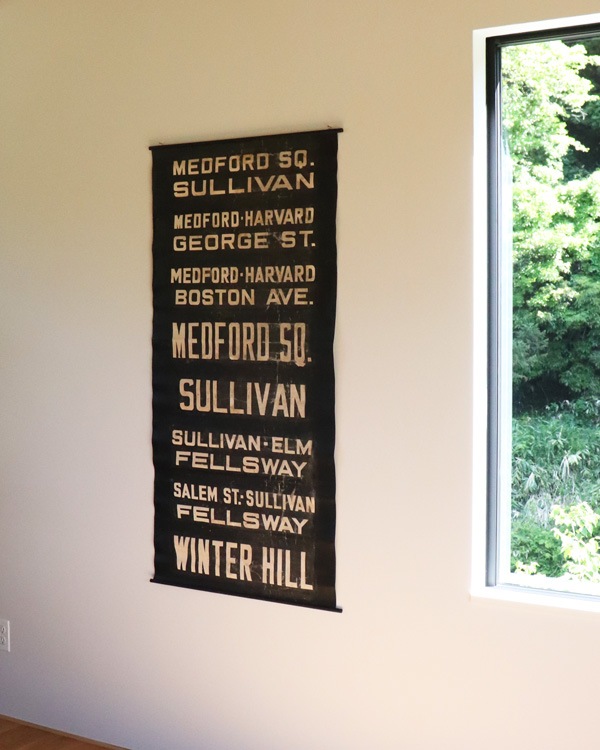 MEDFORD SQ.
SULLIVAN
MEDFORD·HARVARD
GEORGE ST.
MEDFORD·HARVARD
BOSTON AVE.
MEDFORD SQ.
SULLIVAN
SULLIVAN-ELM
FELLSWAY
SALEM ST.-SULLIVAN
FELLSWAY
WINTER HILL